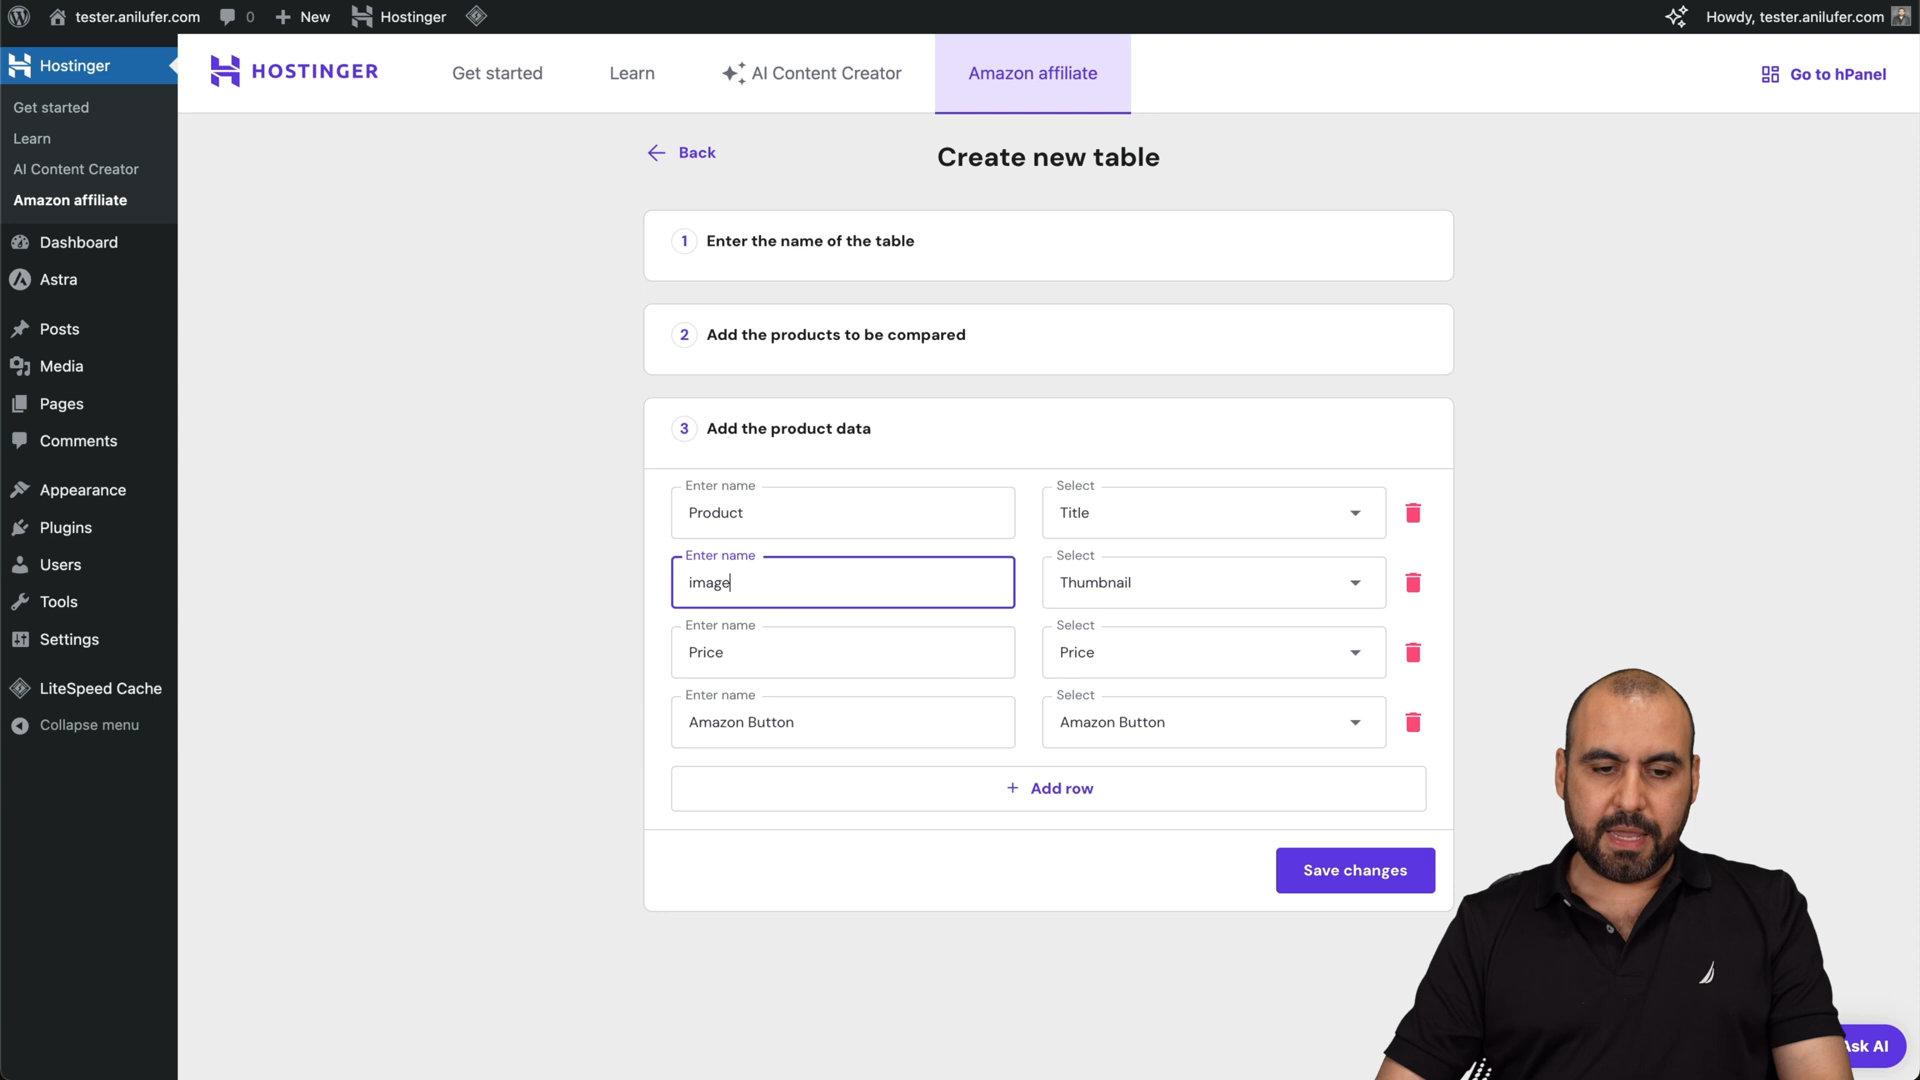 tester.anilufer.com
0
New
Hostinger
Howdy, tester.anilufer.com
Hostinger
Get started
Learn
AI Content Creator
Amazon affiliate
Dashboard
Astra
Posts
Media
Pages
Comments
Appearance
Plugins
Users
Tools
Settings
LiteSpeed Cache
Collapse menu
HOSTINGER
Get started
Learn
AI Content Creator
Amazon affiliate
Go to hPanel
Back
Create new table
1 Enter the name of the table
2 Add the products to be compared
3 Add the product data
Enter name
Product
Select
Title
Enter name
image
Select
Thumbnail
Enter name
Price
Select
Price
Enter name
Amazon Button
Select
Amazon Button
+ Add row
Save changes
Ask AI